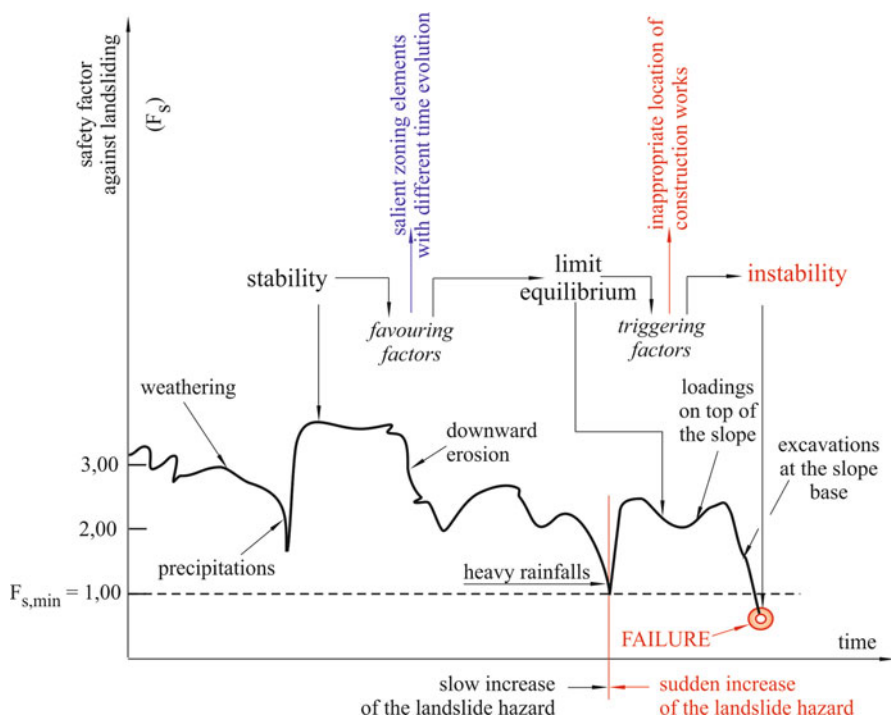 safety factor
against landsliding
(Fs)
salient zoning elements
with different time evolution
inappropriate location of
construction works
stability
favouring
factors
limit
equilibrium
triggering
factors
instability
weathering
downward
erosion
loadings
on top of
the slope
excavations
at the slope
base
3,00
2,00
precipitations
heavy rainfalls
Fs,min = 1,00
FAILURE
time
slow increase
of the landslide hazard
sudden increase
of the landslide hazard